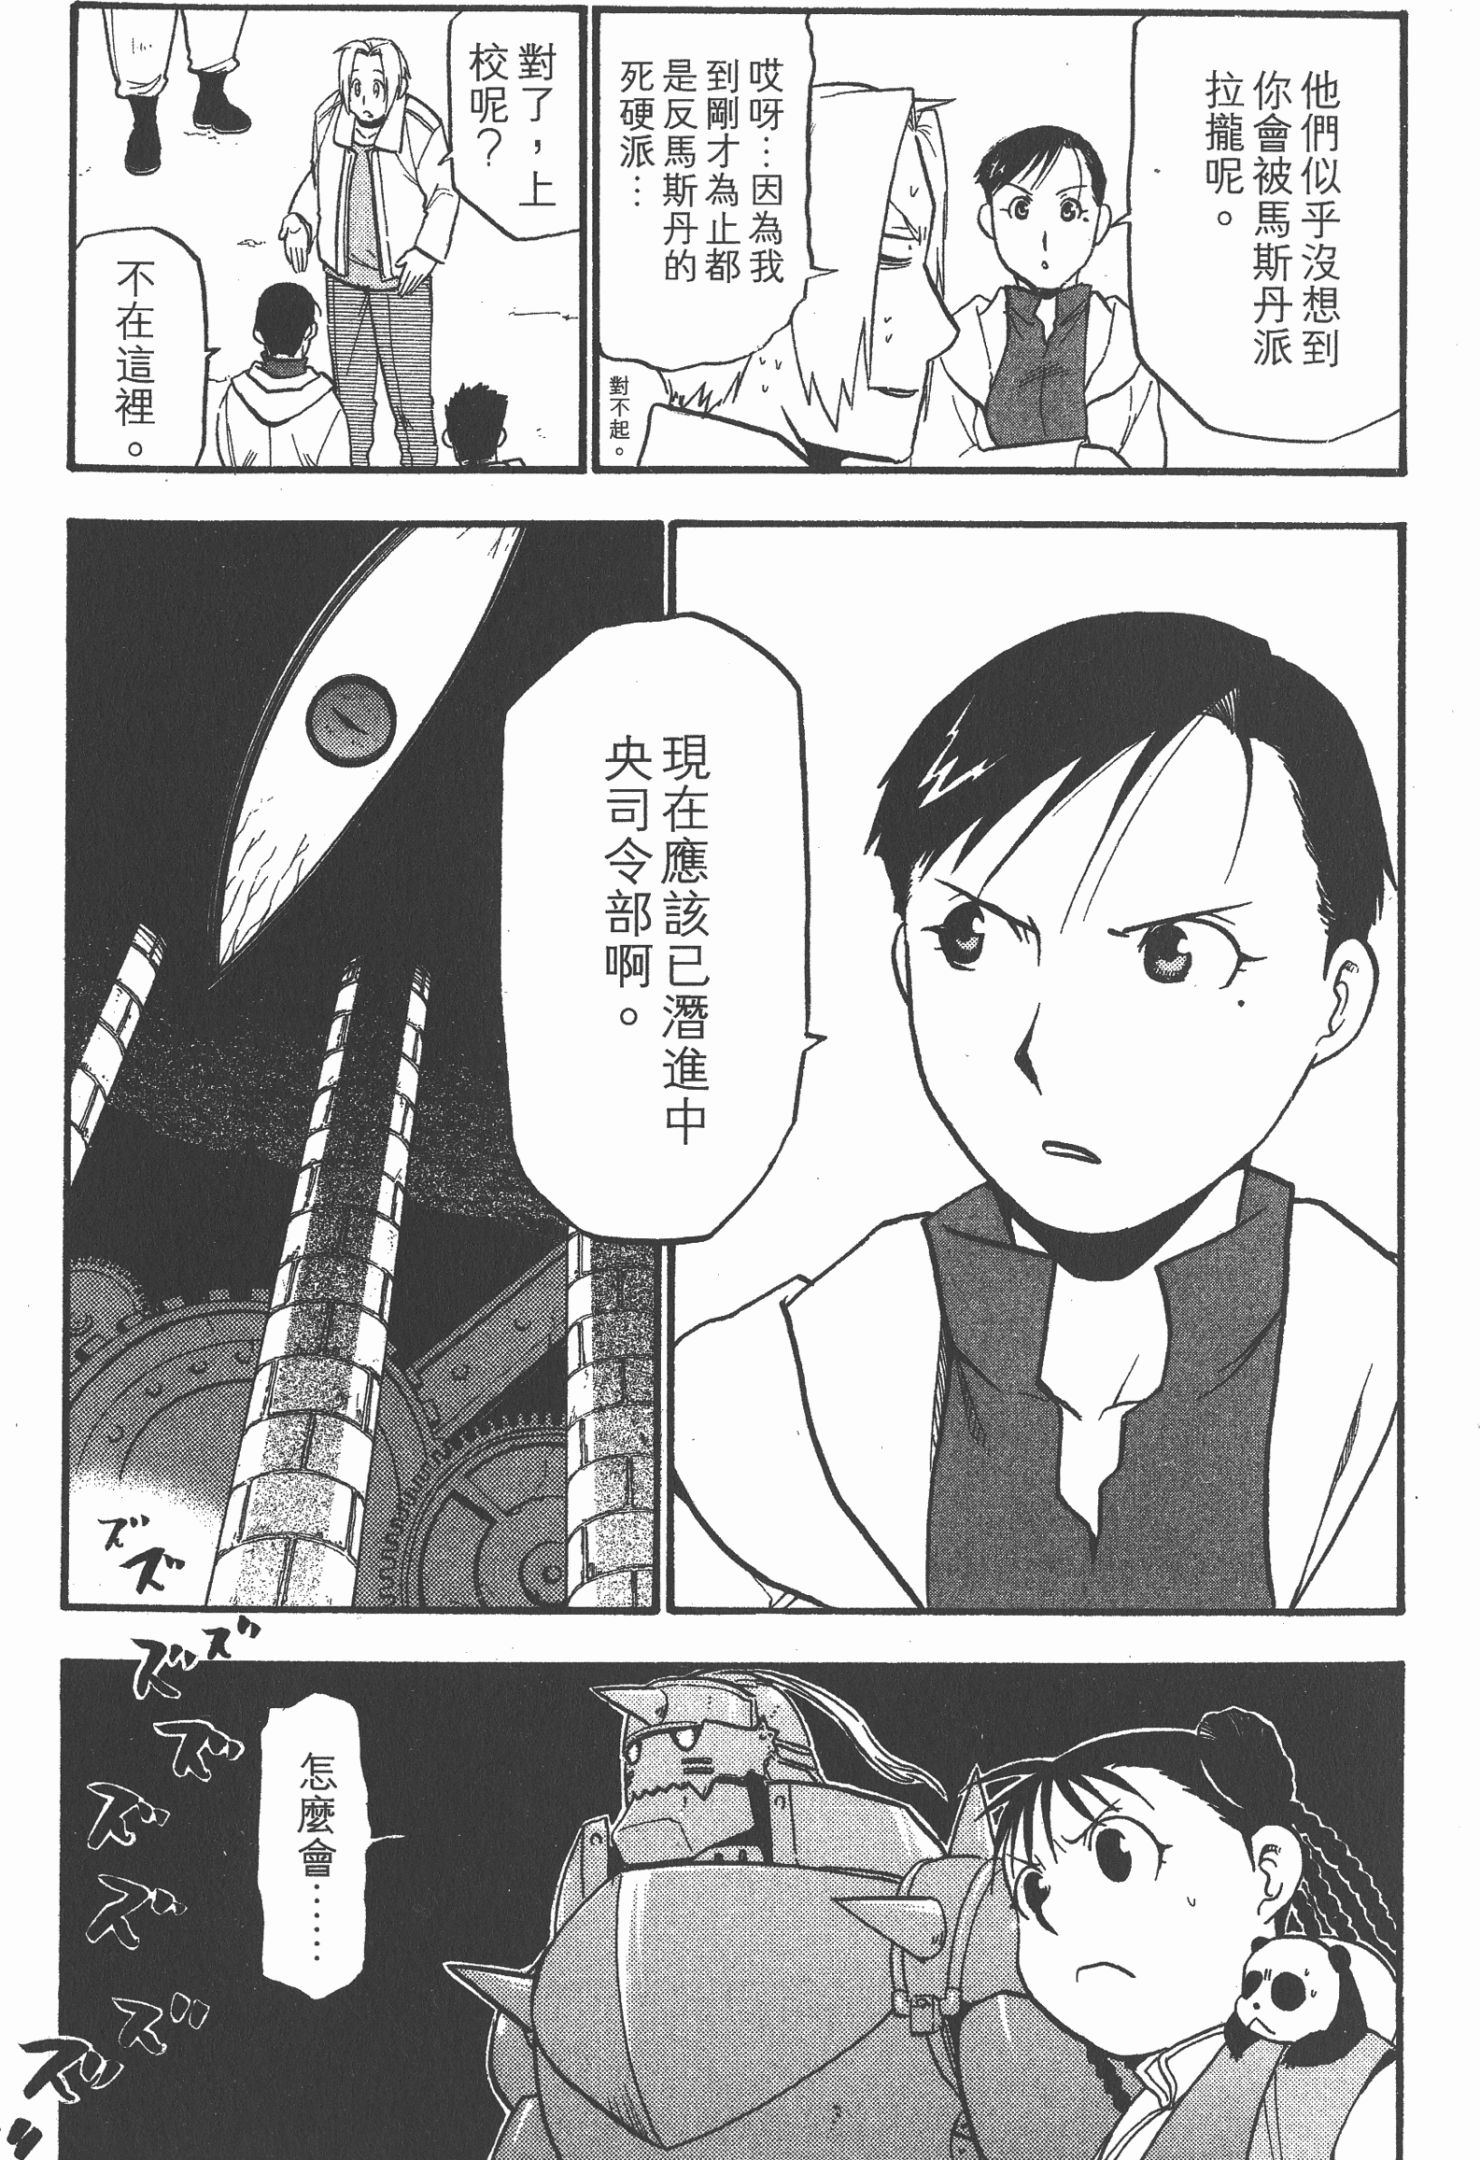 他們似乎沒想到
你會被馬斯丹派
拉攏呢。
哎呀…因為我
到剛才為止都
是反馬斯丹的
死硬派…
對不起。
對了，上
校呢？
不在這裡。
現在應該已潛進中
央司令部啊。
ズズ
ズズ
ズズ
ズズ
ズズ
ズズ
ズズ
怎麼會……